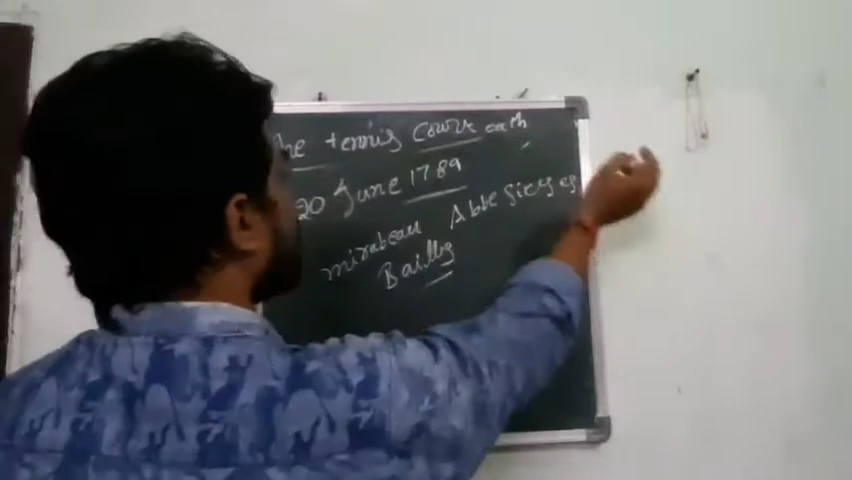 The tennis Court oath
20 June 1789
mirabeau Abbe Sieyes
Bailly